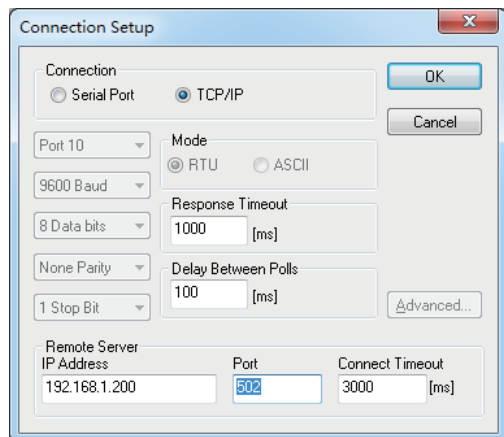 Connection Setup
x
Connection
Serial Port
TCP/IP
OK
Cancel
Port 10
9600 Baud
8 Data bits
None Parity
1 Stop Bit
Mode
RTU
ASCII
Response Timeout
1000 [ms]
Delay Between Polls
100 [ms]
Advanced...
Remote Server
IP Address
Port
Connect Timeout
192.168.1.200
502
3000 [ms]